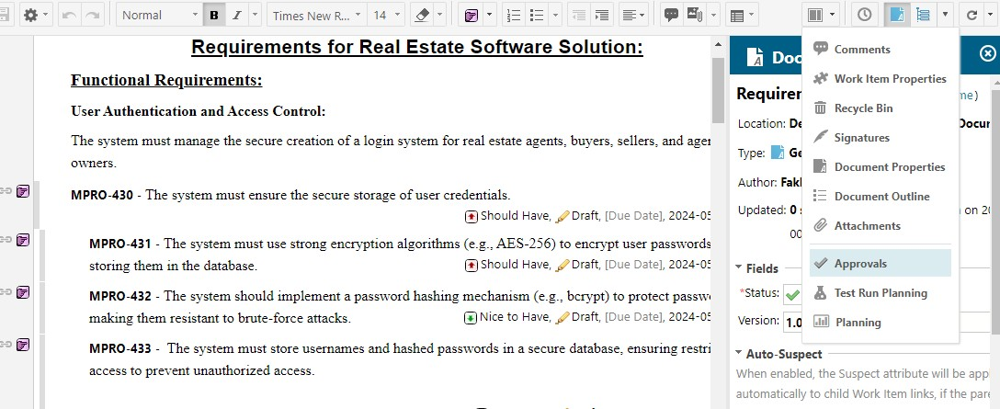 Normal
B
I
Times New R...
14
Requirements for Real Estate Software Solution:
Functional Requirements:
User Authentication and Access Control:
The system must manage the secure creation of a login system for real estate agents, buyers, sellers, and agen
owners.
MPRO-430 - The system must ensure the secure storage of user credentials.
Should Have, Draft, [Due Date], 2024-05
MPRO-431 - The system must use strong encryption algorithms (e.g., AES-256) to encrypt user passwords
storing them in the database.
Should Have, Draft, [Due Date], 2024-05
MPRO-432 - The system should implement a password hashing mechanism (e.g., bcrypt) to protect passw
making them resistant to brute-force attacks.
Nice to Have, Draft, [Due Date], 2024-05
MPRO-433 - The system must store usernames and hashed passwords in a secure database, ensuring restri
access to prevent unauthorized access.
Doc
Requirer
me)
Location: De
Docur
Type: Ge
Author: Fakl
Updated: 0 s
on 20
00
Fields
*Status:
Version: 1.0
Auto-Suspect
When enabled, the Suspect attribute will be appl
automatically to child Work Item links, if the pare
Comments
Work Item Properties
Recycle Bin
Signatures
Document Properties
Document Outline
Attachments
Approvals
Test Run Planning
Planning